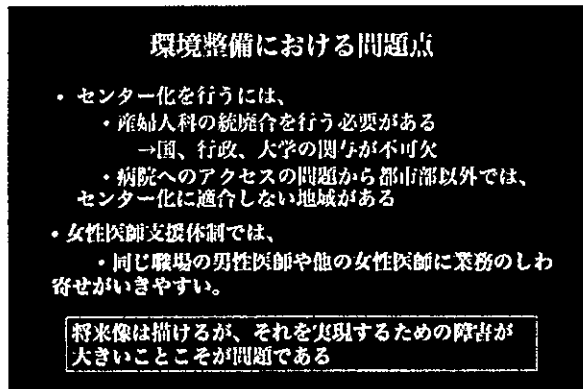 環境整備における問題点
・センター化を行うには、
・産婦人科の統廃合を行う必要がある
→国、行政、大学の関与が不可欠
・病院へのアクセスの問題から都市部以外では、
センター化に適合しない地域がある
・女性医師支援体制では、
・同じ職場の男性医師や他の女性医師に業務のしわ
寄せがいきやすい。
将来像は描けるが、それを実現するための障害が
大きいことこそが問題である